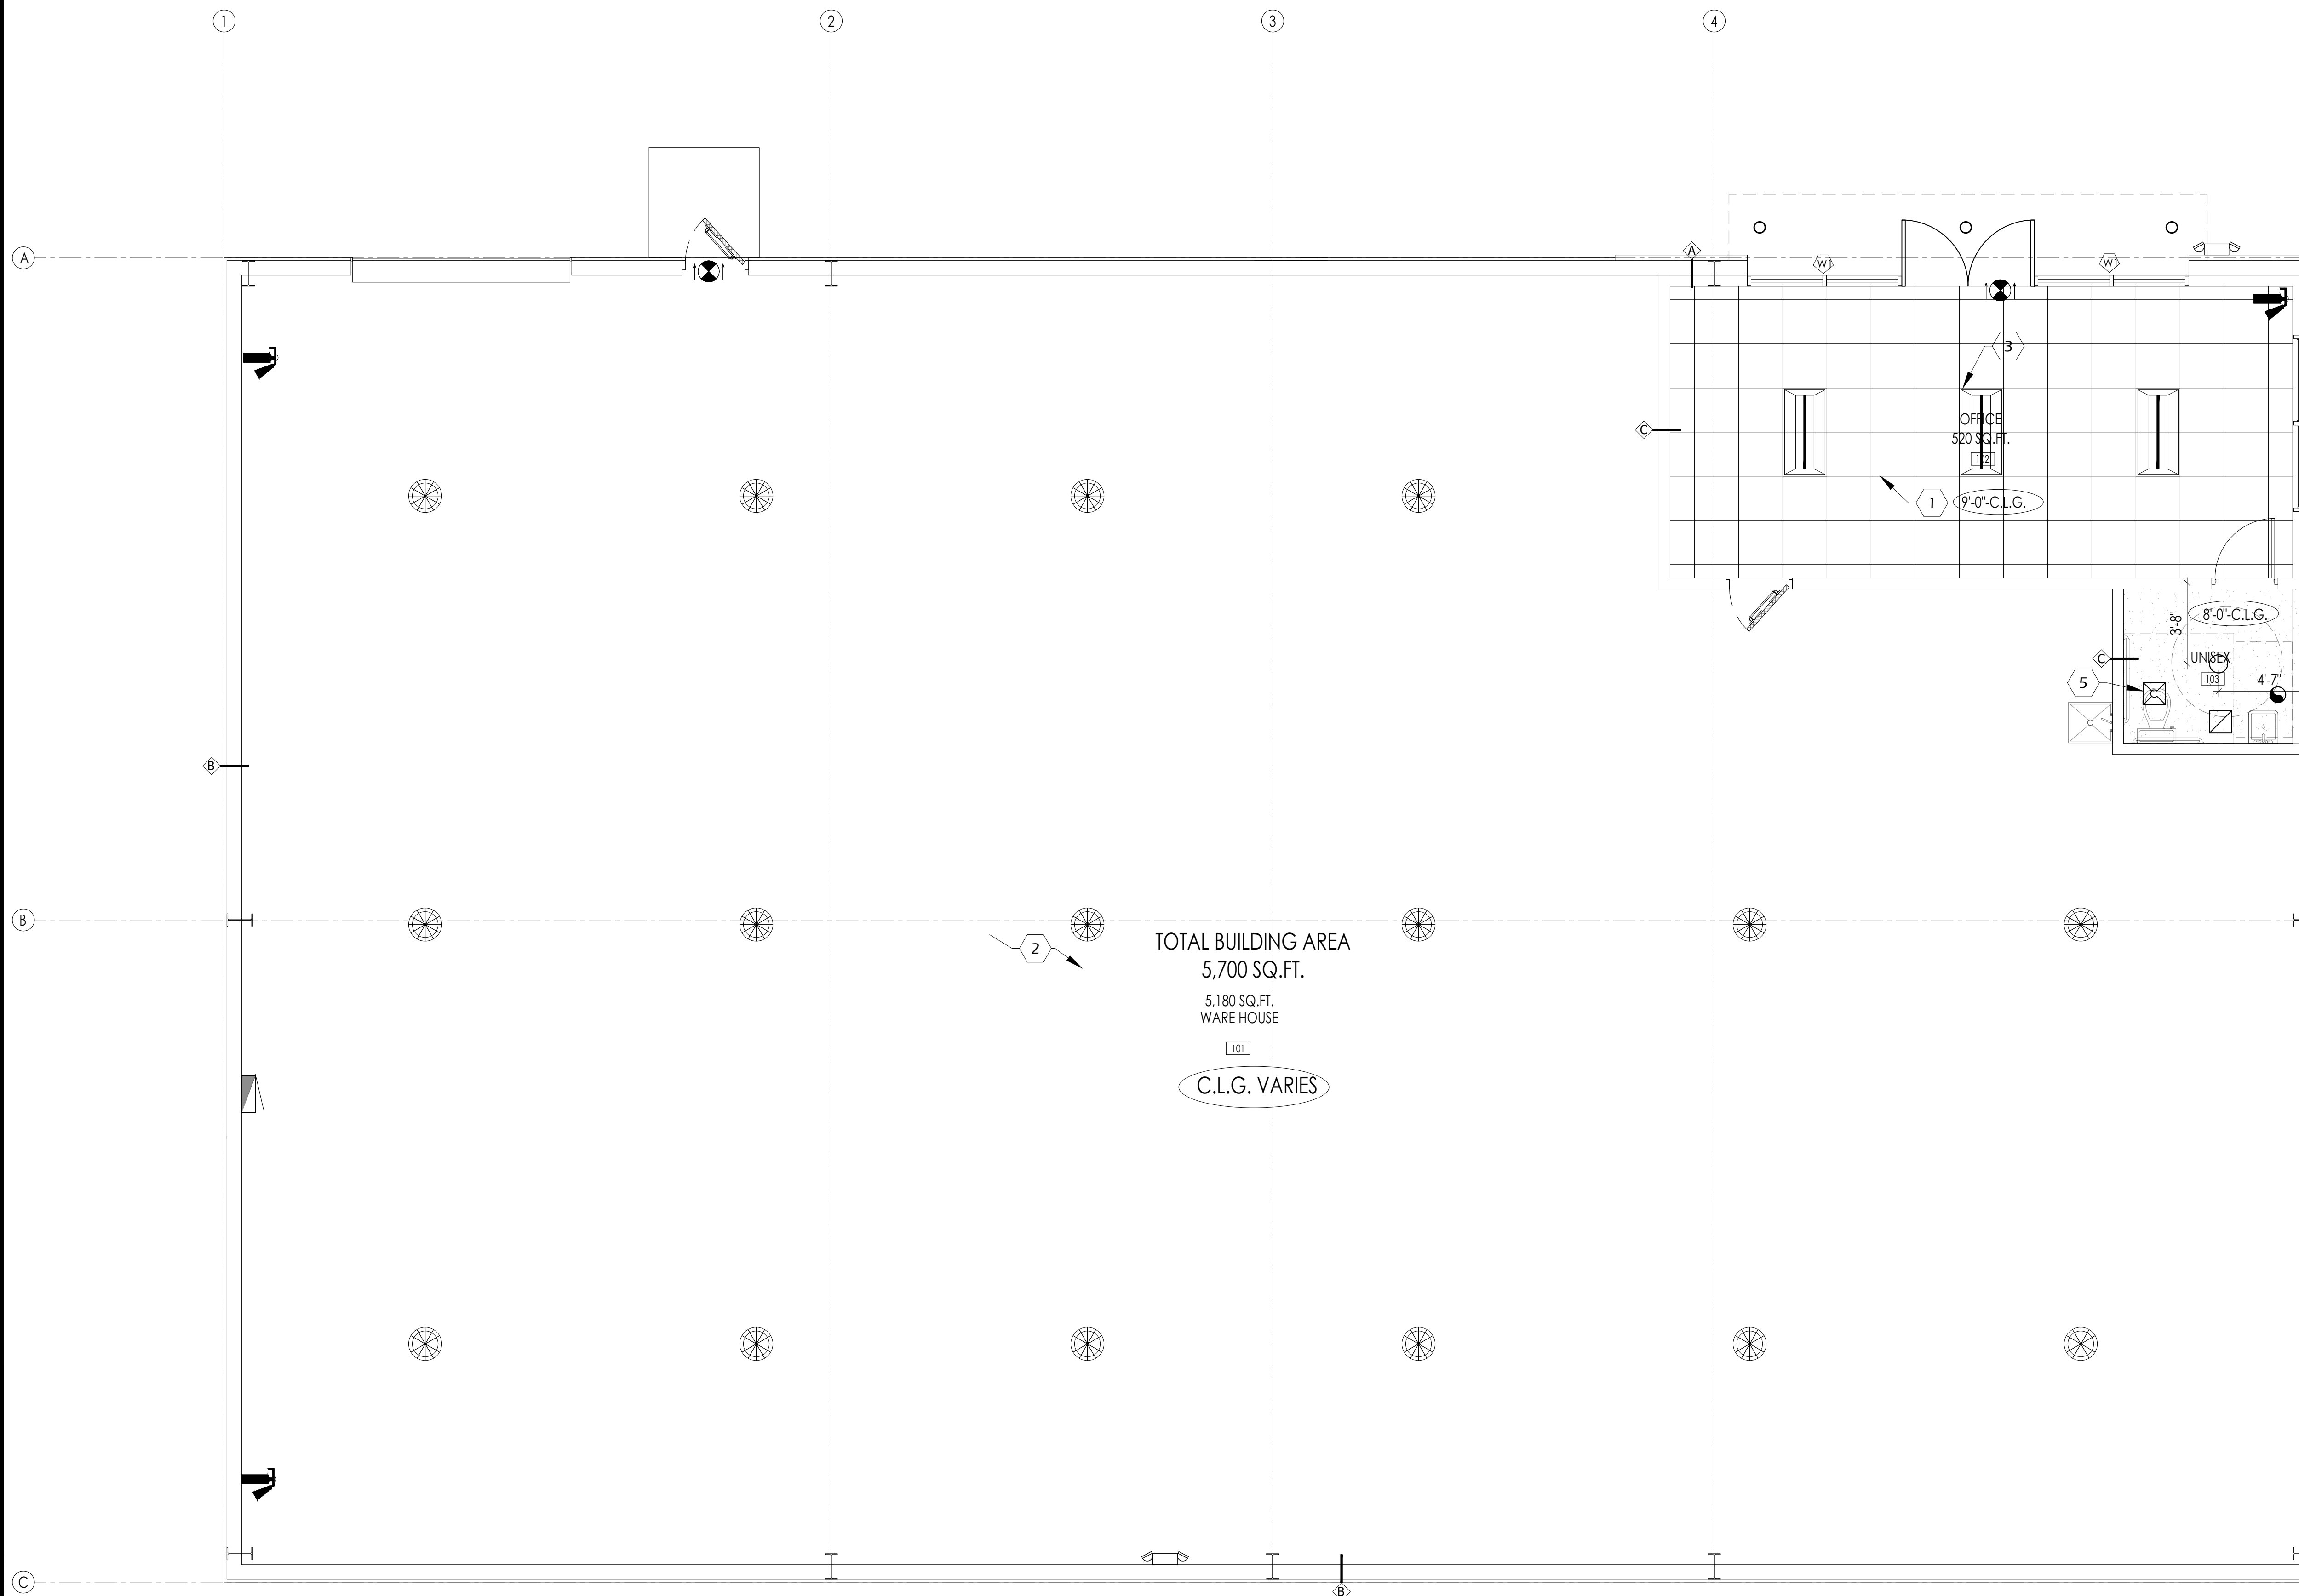 1
2
3
4
A
A
W1
W1
3
OFFICE
520 SQ.FT.
102
C
1
9'-0"-C.L.G.
8'-0"-C.L.G.
3'-8"
C
UNISEX
103
4'-7"
5
B
B
2
TOTAL BUILDING AREA
5,700 SQ.FT.
5,180 SQ.FT.
WARE HOUSE
101
C.L.G. VARIES
C
B